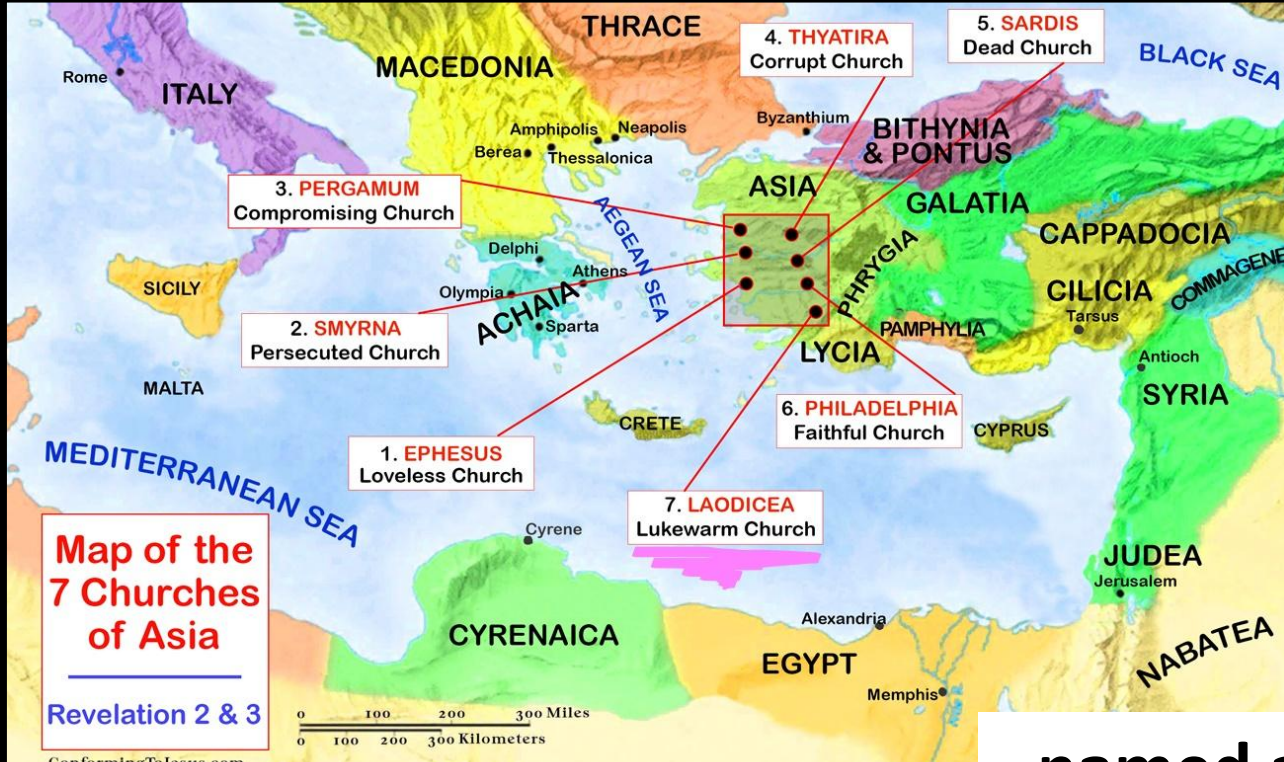 THRACE
4. THYATIRA
Corrupt Church
5. SARDIS
Dead Church
BLACK SEA
MACEDONIA
Rome
ITALY
Byzanthium
BITHYNIA
& PONTUS
Amphipolis
Neapolis
Berea
Thessalonica
3. PERGAMUM
Compromising Church
ASIA
GALATIA
AEGEAN SEA
CAPPADOCIA
PHRYGIA
COMMAGENE
Delphi
Athens
Olympia
ACHAIA
Sparta
SICILY
CILICIA
Tarsus
2. SMYRNA
Persecuted Church
PAMPHYLIA
LYCIA
Antioch
SYRIA
MALTA
CRETE
6. PHILADELPHIA
Faithful Church
CYPRUS
1. EPHESUS
Loveless Church
MEDITERRANEAN SEA
7. LAODICEA
Lukewarm Church
Cyrene
JUDEA
Jerusalem
Map of the
7 Churches
of Asia
Revelation 2 & 3
CYRENAICA
Alexandria
EGYPT
Memphis
NABATEA
0 100 200 300 Miles
0 100 200 300 Kilometers
ConformingToJesus.com
named